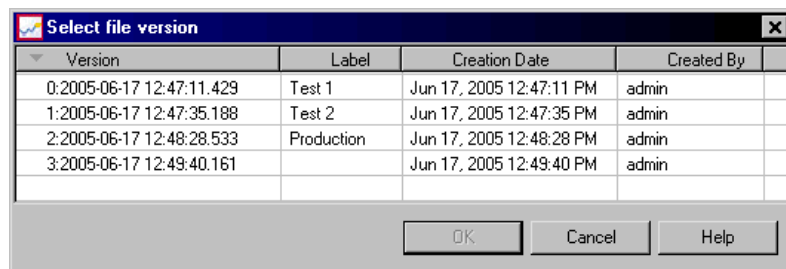 Select file version
Version Label Creation Date Created By
0:2005-06-17 12:47:11.429 Test 1 Jun 17, 2005 12:47:11 PM admin
1:2005-06-17 12:47:35.188 Test 2 Jun 17, 2005 12:47:35 PM admin
2:2005-06-17 12:48:28.533 Production Jun 17, 2005 12:48:28 PM admin
3:2005-06-17 12:49:40.161 Jun 17, 2005 12:49:40 PM admin
OK Cancel Help